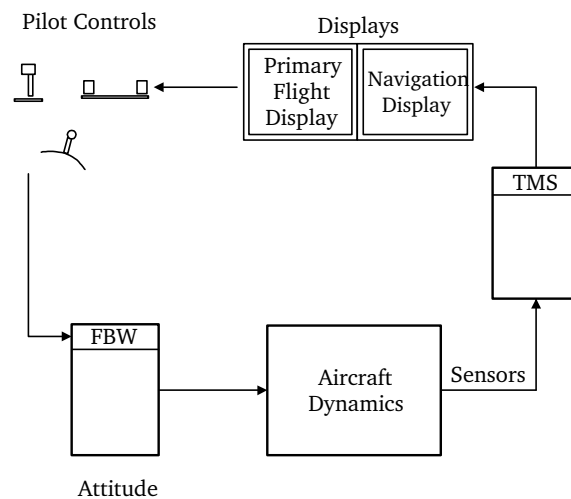 Pilot Controls
Displays
Primary
Flight
Display
Navigation
Display
TMS
FBW
Aircraft
Dynamics
Sensors
Attitude